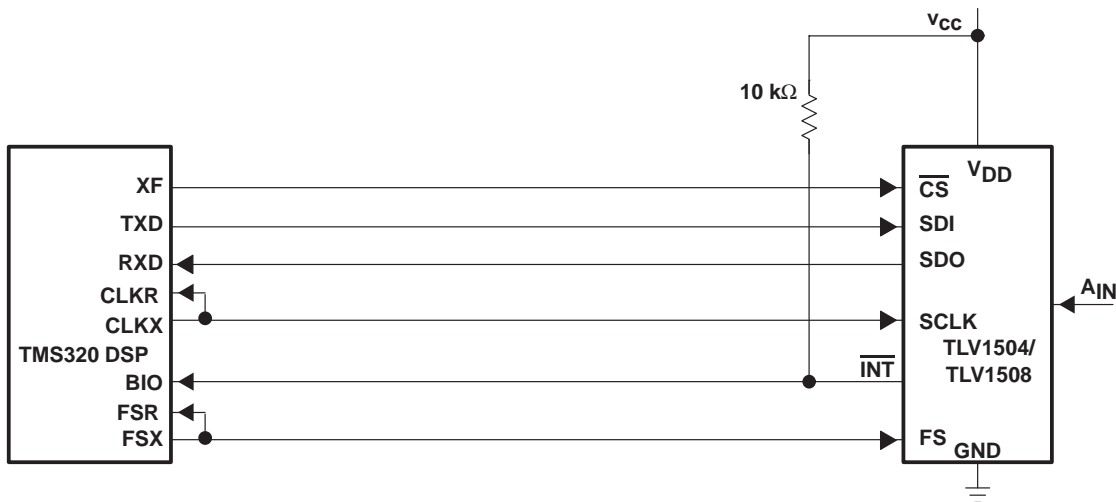 vCC
10 kΩ
VDD
XF
CS
TXD
SDI
RXD
SDO
CLKR
AIN
CLKX
SCLK
TMS320 DSP
TLV1504/
TLV1508
BIO
INT
FSR
FSX
FS
GND